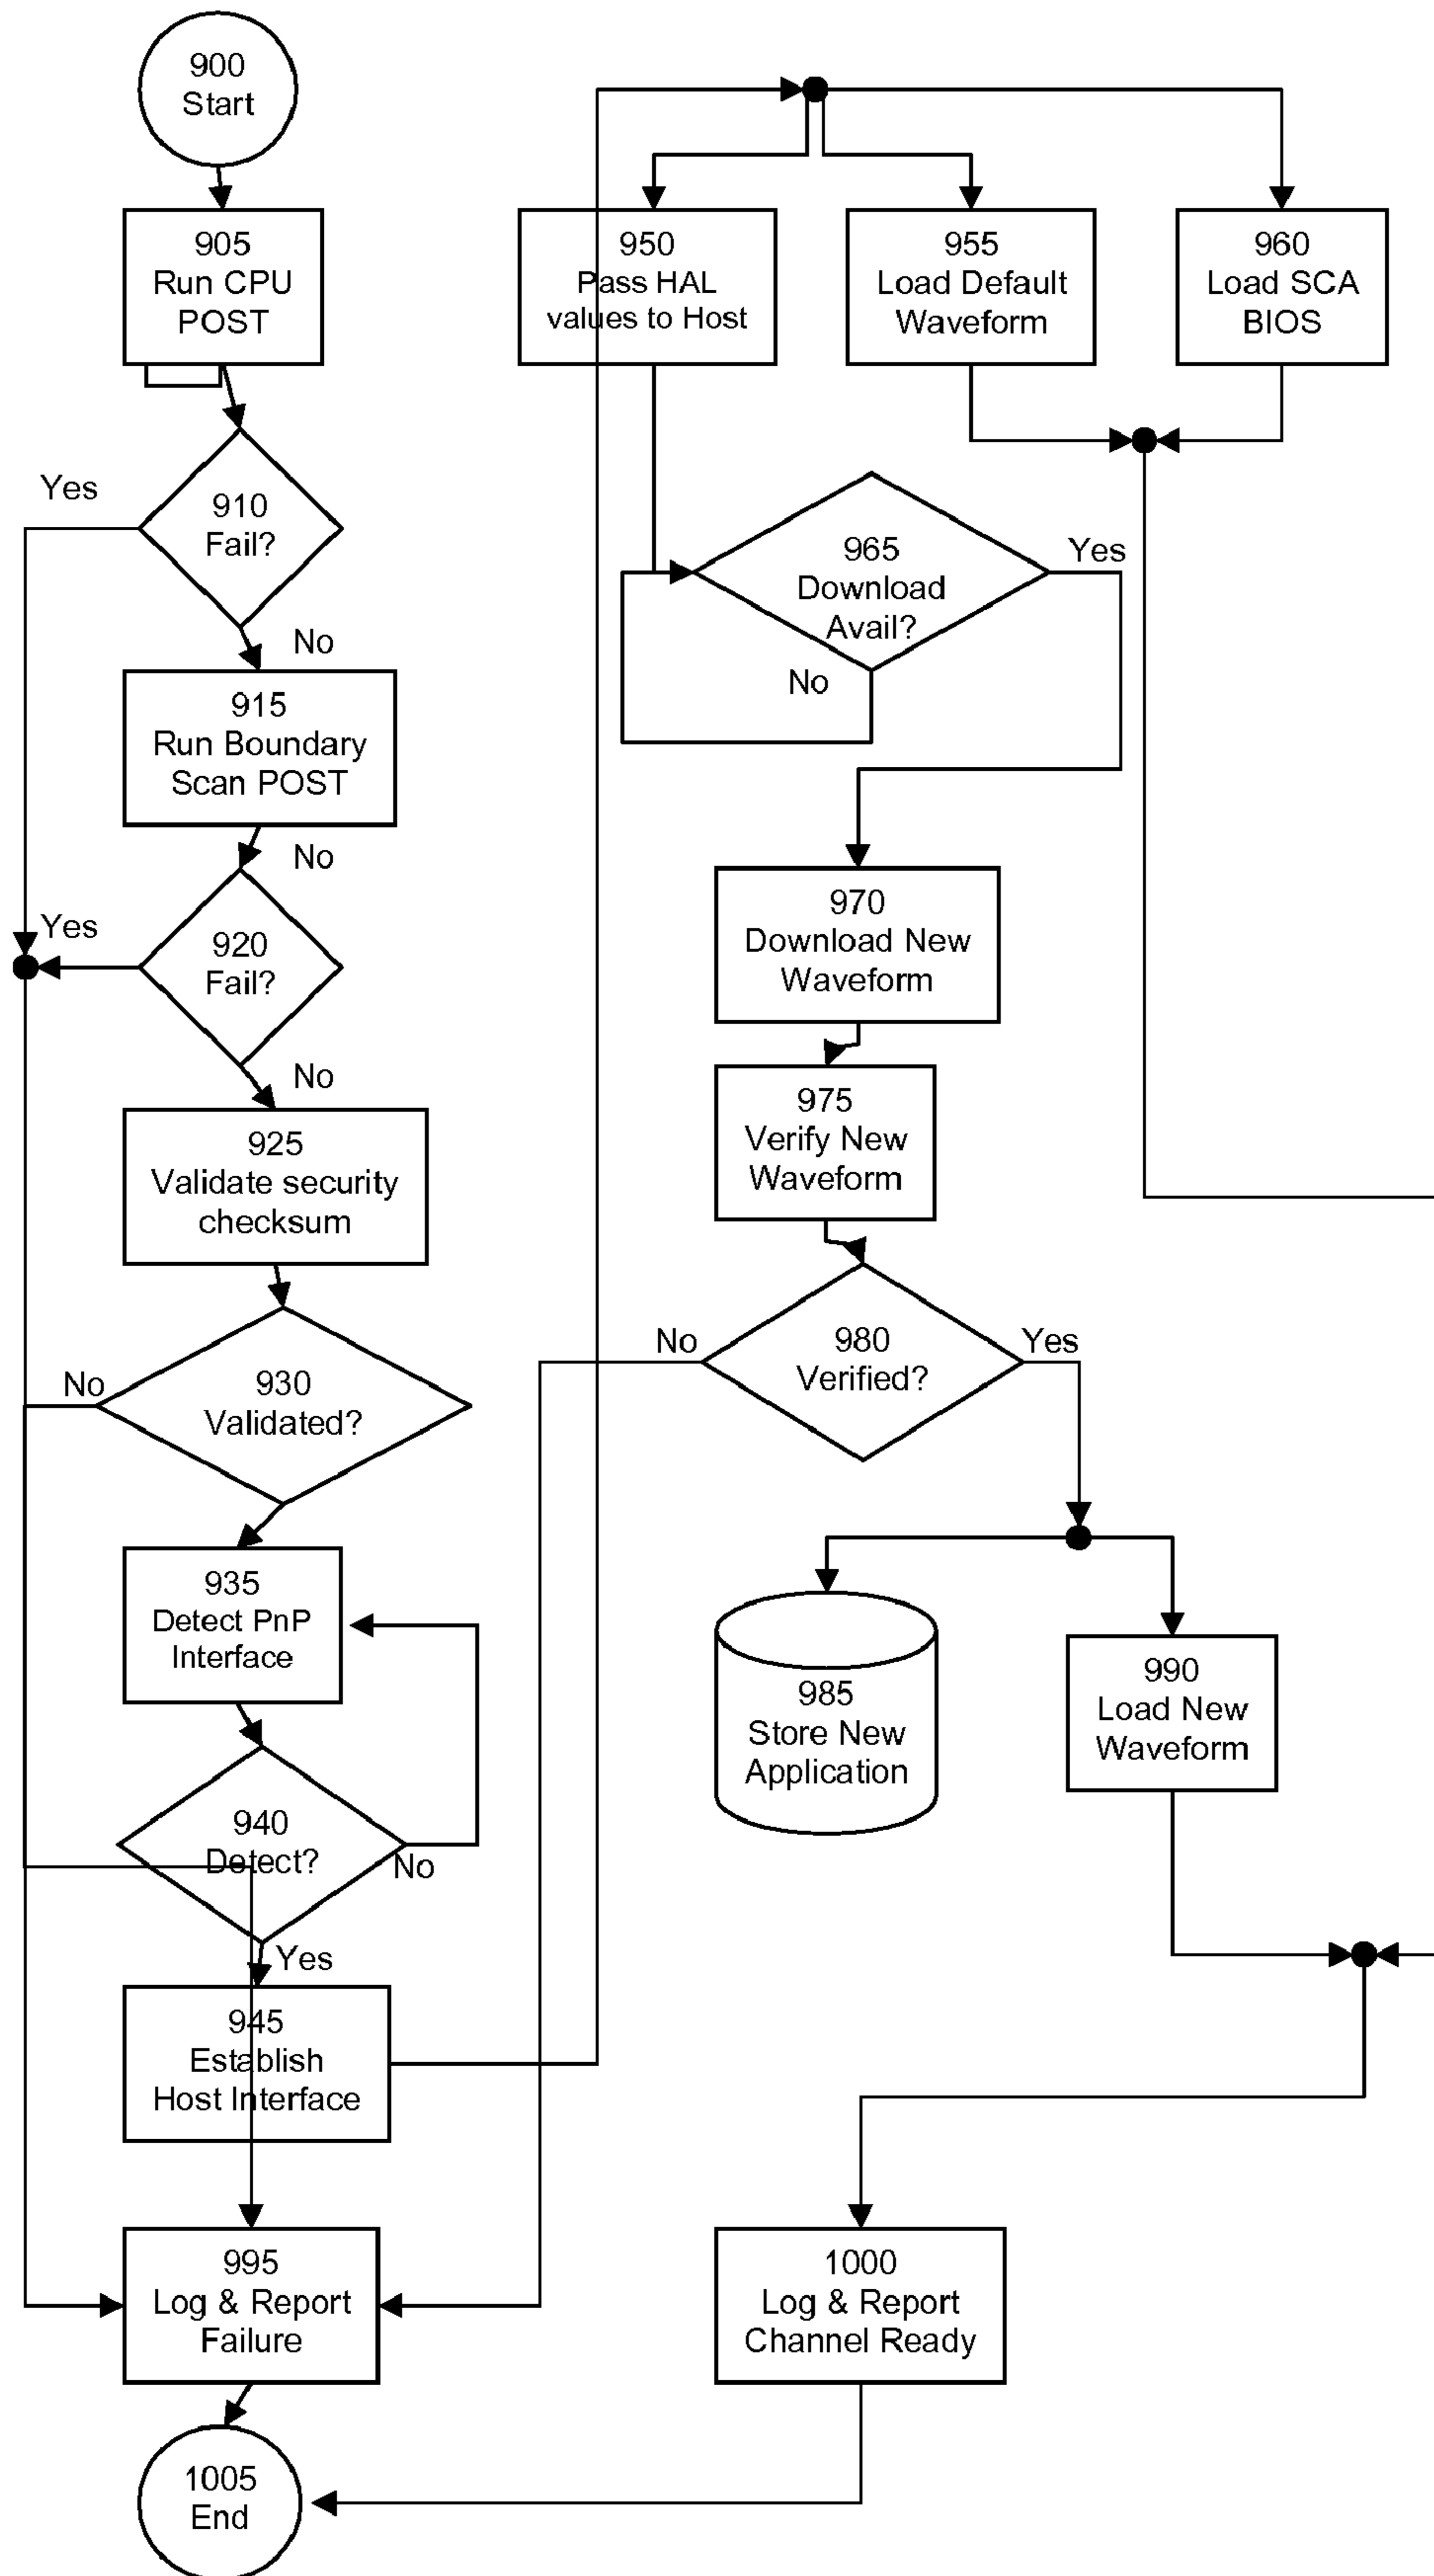 900
Start
905
Run CPU
POST
Yes
910
Fail?
No
915
Run Boundary
Scan POST
No
Yes
920
Fail?
No
925
Validate security
checksum
No
930
Validated?
935
Detect PnP
Interface
940
Detect?
No
Yes
945
Establish
Host Interface
995
Log & Report
Failure
1005
End
950
Pass HAL
values to Host
955
Load Default
Waveform
960
Load SCA
BIOS
965
Download
Avail?
Yes
No
970
Download New
Waveform
975
Verify New
Waveform
No
980
Verified?
Yes
985
Store New
Application
990
Load New
Waveform
1000
Log & Report
Channel Ready